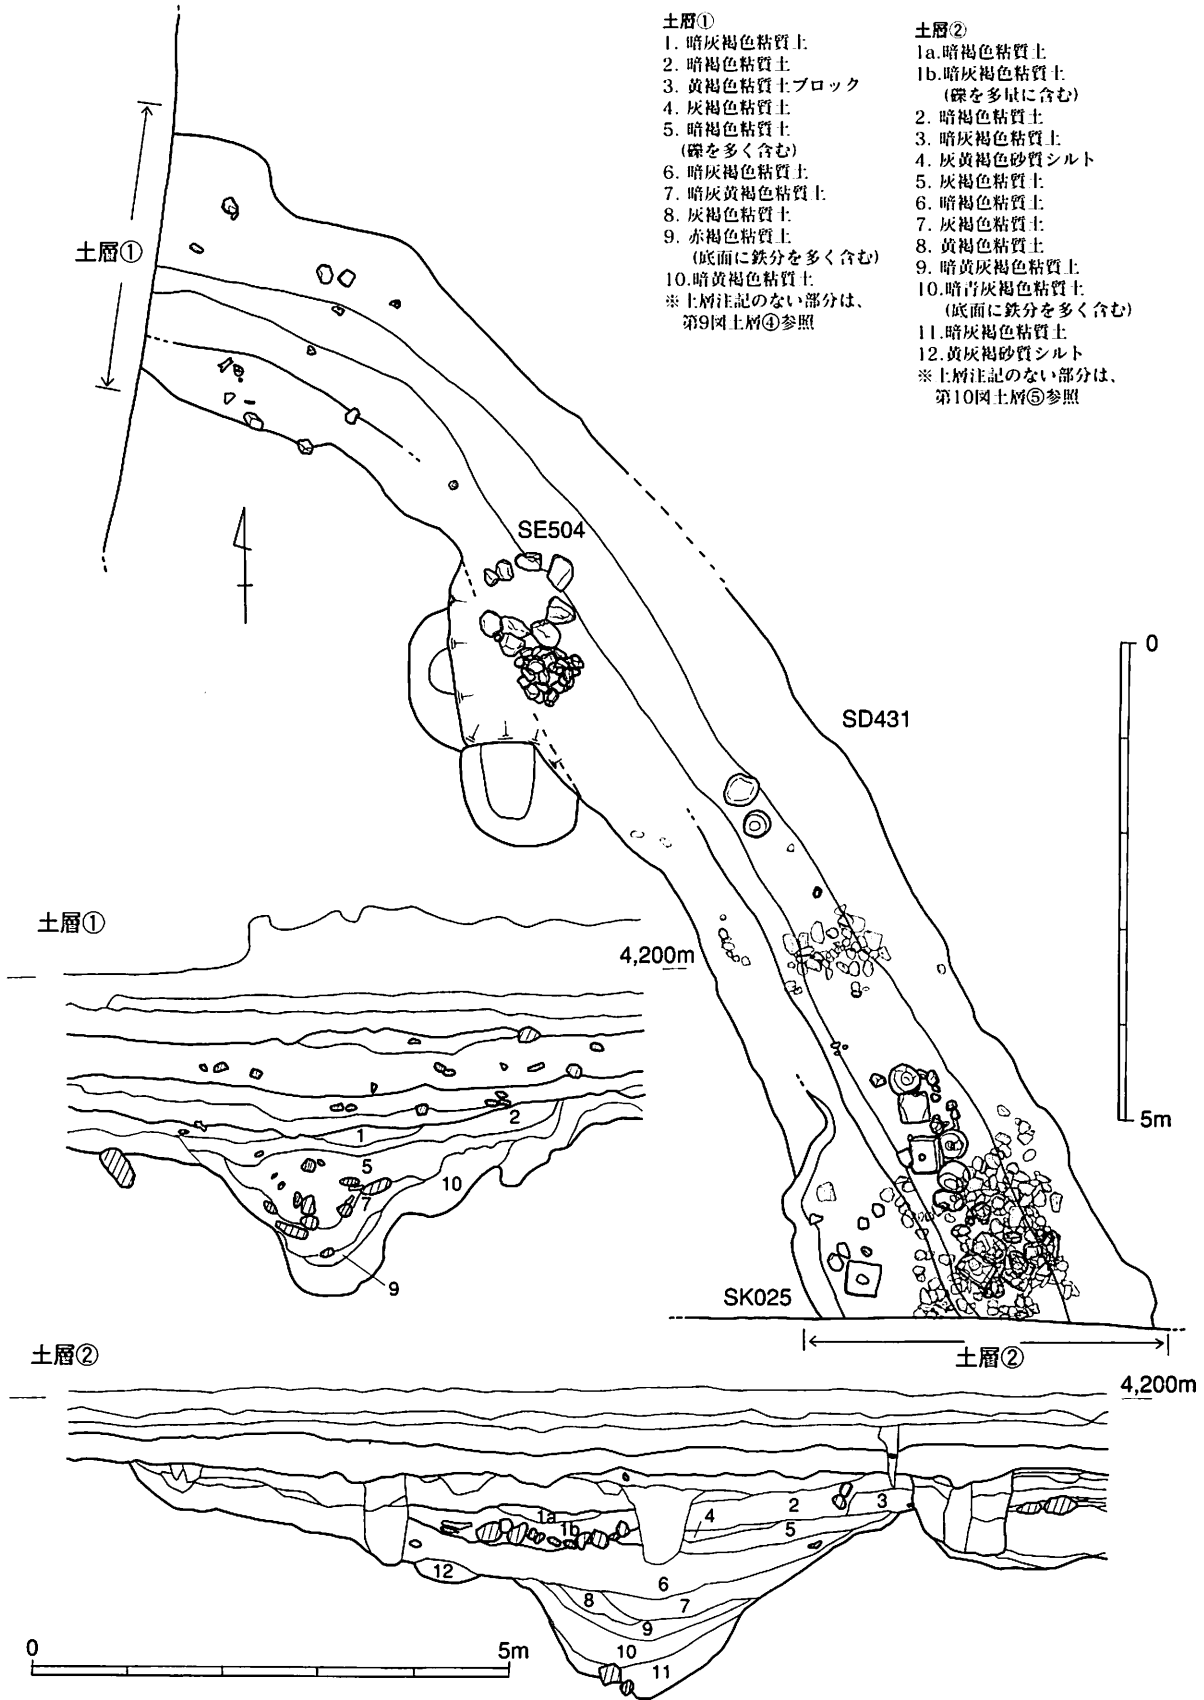 土層①
1. 暗灰褐色粘質土
2. 暗褐色粘質土
3. 黄褐色粘質土ブロック
4. 灰褐色粘質土
5. 暗褐色粘質土
(礫を多く含む)
6. 暗灰褐色粘質土
7. 暗灰黄褐色粘質土
8. 灰褐色粘質土
9. 赤褐色粘質土
(底面に鉄分を多く含む)
10.暗黄褐色粘質土
※土層注記のない部分は、
第9図土層④参照
土層②
1a.暗褐色粘質土
1b.暗灰褐色粘質土
(礫を多量に含む)
2. 暗褐色粘質土
3. 暗灰褐色粘質土
4. 灰黄褐色砂質シルト
5. 灰褐色粘質土
6. 暗褐色粘質土
7. 灰褐色粘質土
8. 黄褐色粘質土
9. 暗黄灰褐色粘質土
10.暗青灰褐色粘質土
(底面に鉄分を多く含む)
11.暗灰褐色粘質土
12.黄灰褐砂質シルト
※土層注記のない部分は、
第10図土層⑤参照
土層①
SE504
0
SD431
5m
土層①
4,200m
1
2
5
7
10
9
SK025
土層②
土層②
4,200m
1a
1b
2
3
4
5
6
7
8
9
10
11
12
0
5m